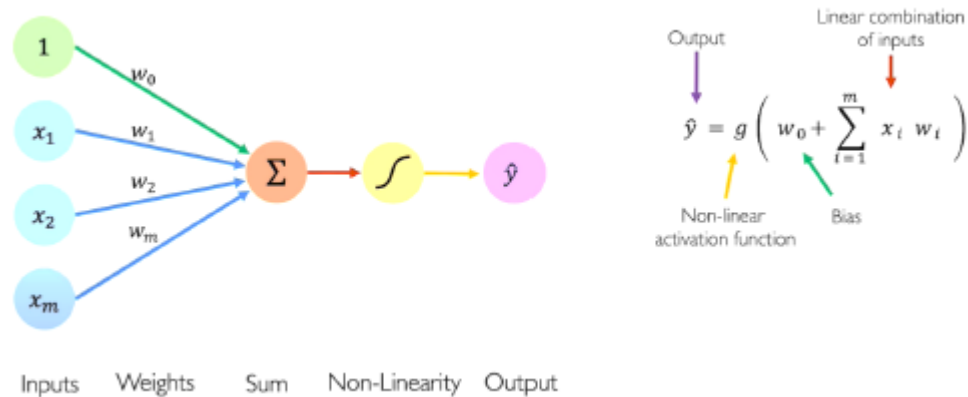 1
w₀
x₁
w₁
x₂
w₂
wₘ
xₘ
Σ
∫
ŷ
Inputs Weights Sum Non-Linearity Output
Linear combination
of inputs
Output
ŷ = g ( w₀ + ∑ᵢ₌₁ᵐ xᵢ wᵢ )
Non-linear
activation function
Bias